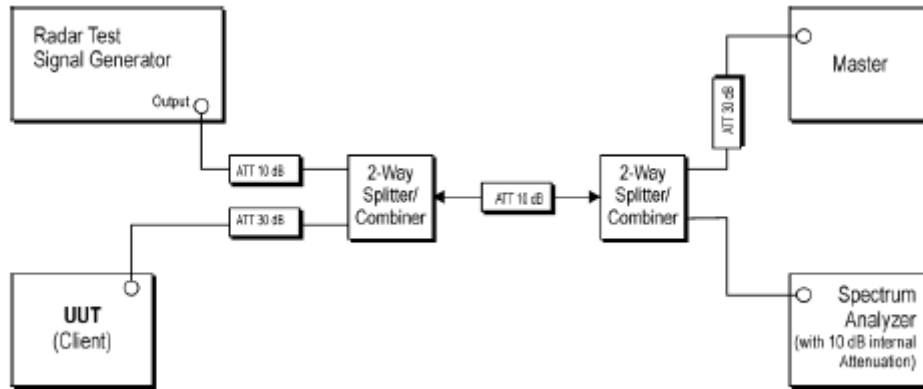 Radar Test
Signal Generator
Output
ATT 10 dB
ATT 30 dB
2-Way
Splitter/
Combiner
ATT 10 dB
2-Way
Splitter/
Combiner
ATT 30 dB
Master
UUT
(Client)
Spectrum
Analyzer
(with 10 dB internal
Attenuation)